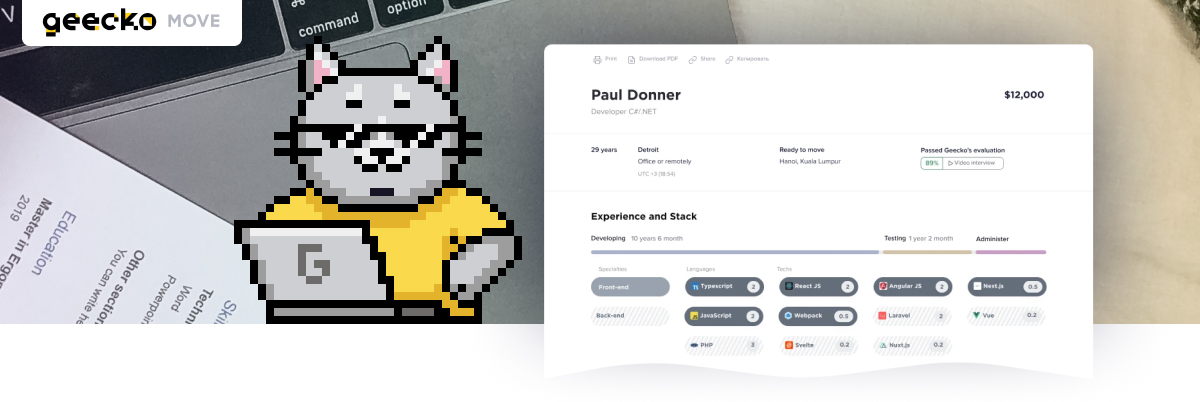 geecko MOVE
V
⌘
command
option
Print Download PDF Share Копировать
Paul Donner
$12,000
Developer C#/.NET
29 years
Detroit
Office or remotely
UTC +3 (18:54)
Ready to move
Hanoi, Kuala Lumpur
Passed Geecko's evaluation
89% Video interview
Experience and Stack
Developing 10 years 6 month
Testing 1 year 2 month
Administer
Specialties Languages Techs
Front-end Typescript 2 React JS 2 Angular JS 2 Next.js 0.5
Back-end JavaScript 2 Webpack 0.5 Laravel 2 Vue 0.2
PHP 3 Svelte 0.2 Nuxt.js 0.2
G
Education
Master in Ergo
2019
Other section
You can write he
Powerpoin
Word
Techn
Skil